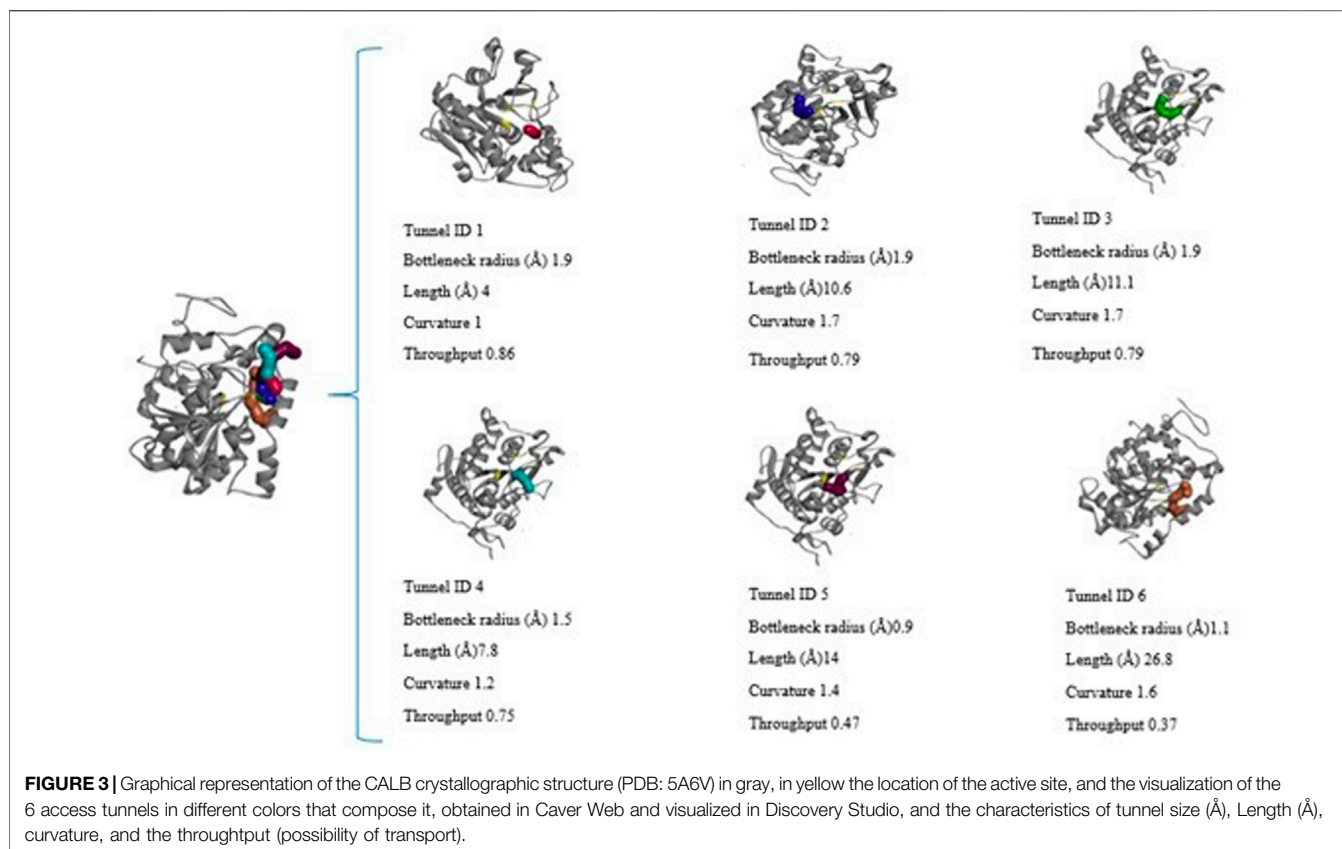 Tunnel ID 1
Bottleneck radius (Å) 1.9
Length (Å) 4
Curvature 1
Throughput 0.86
Tunnel ID 2
Bottleneck radius (Å)1.9
Length (Å)10.6
Curvature 1.7
Throughput 0.79
Tunnel ID 3
Bottleneck radius (Å) 1.9
Length (Å)11.1
Curvature 1.7
Throughput 0.79
Tunnel ID 4
Bottleneck radius (Å) 1.5
Length (Å)7.8
Curvature 1.2
Throughput 0.75
Tunnel ID 5
Bottleneck radius (Å)0.9
Length (Å)14
Curvature 1.4
Throughput 0.47
Tunnel ID 6
Bottleneck radius (Å)1.1
Length (Å) 26.8
Curvature 1.6
Throughput 0.37
FIGURE 3 | Graphical representation of the CALB crystallographic structure (PDB: 5A6V) in gray, in yellow the location of the active site, and the visualization of the
6 access tunnels in different colors that compose it, obtained in Caver Web and visualized in Discovery Studio, and the characteristics of tunnel size (Å), Length (Å),
curvature, and the throughtput (possibility of transport).